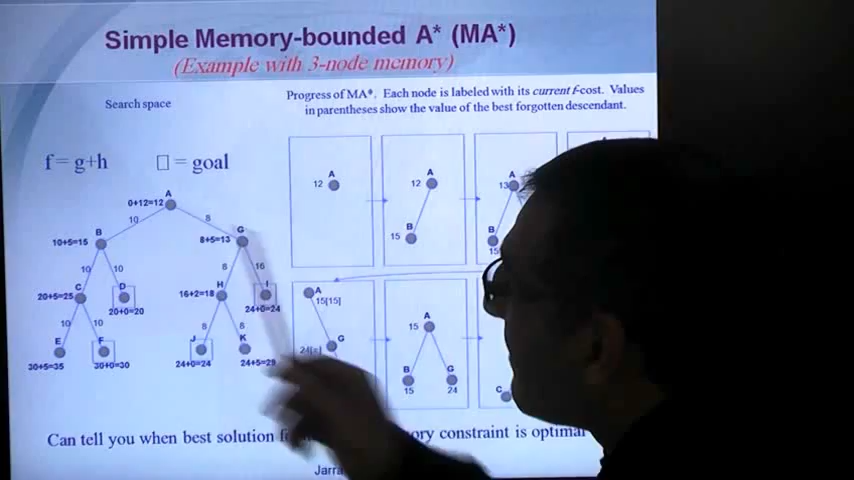 Simple Memory-bounded A* (MA*)
(Example with 3-node memory)
Search space
Progress of MA*. Each node is labeled with its current f-cost. Values
in parentheses show the value of the best forgotten descendant.
f = g+h
□ = goal
A
0+12=12
10
8
B
10+5=15
G
8+5=13
10
10
8
16
C
20+5=25
D
20+0=20
H
16+2=18
I
24+0=24
10
10
8
8
E
30+5=35
F
30+0=30
J
24+0=24
K
24+5=29
A
12
A
12
B
15
A
13
B
15
A
15[15]
G
A
15
B
15
G
24
C
Can tell you when best solution
constraint is optimal
Jarra